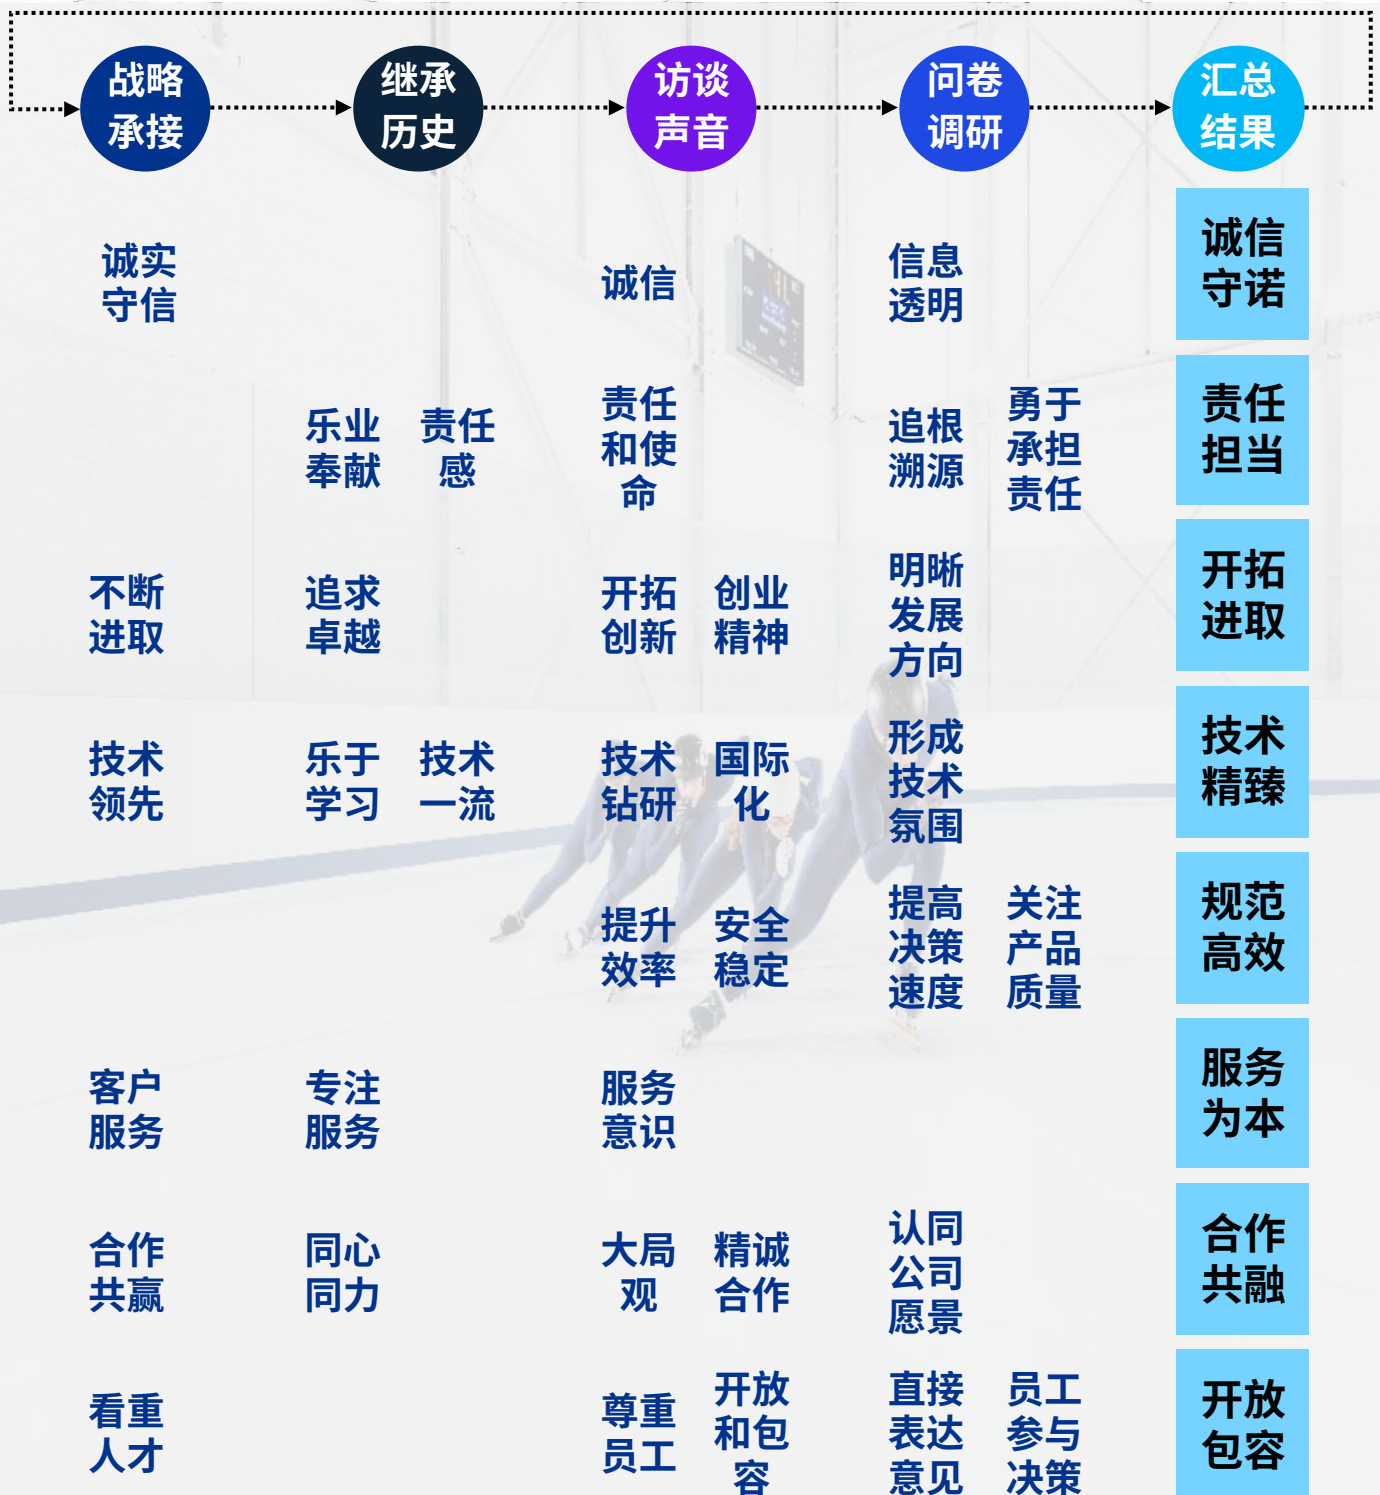 战略
承接
继承
历史
访谈
声音
问卷
调研
汇总
结果
诚实
守信
诚信
信息
透明
诚信
守诺
乐业
奉献
责任
感
责任
和使
命
追根
溯源
勇于
承担
责任
责任
担当
不断
进取
追求
卓越
开拓
创新
创业
精神
明晰
发展
方向
开拓
进取
技术
领先
乐于
学习
技术
一流
技术
钻研
国际
化
形成
技术
氛围
技术
精臻
提升
效率
安全
稳定
提高
决策
速度
关注
产品
质量
规范
高效
客户
服务
专注
服务
服务
意识
服务
为本
合作
共赢
同心
同力
大局
观
精诚
合作
认同
公司
愿景
合作
共融
看重
人才
尊重
员工
开放
和包
容
直接
表达
意见
员工
参与
决策
开放
包容